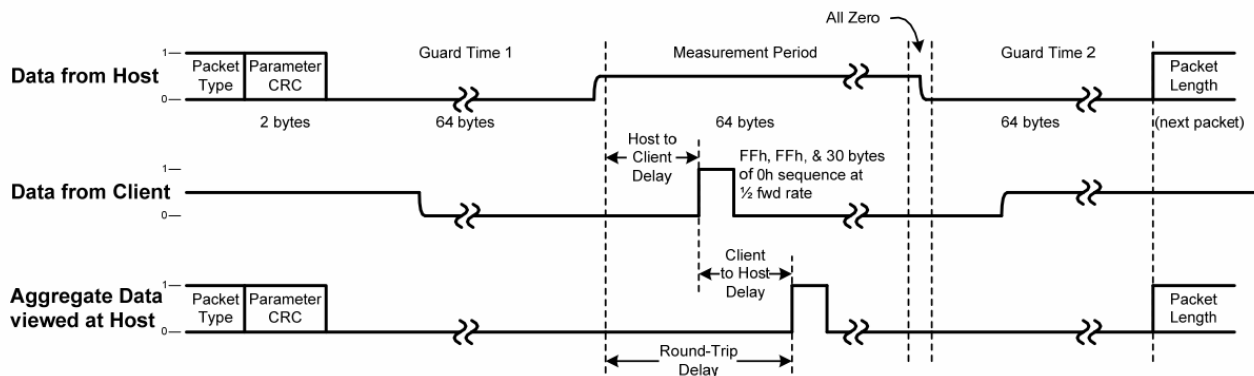 All Zero
Guard Time 1
Measurement Period
Guard Time 2
Data from Host
1
0
Packet
Type
Parameter
CRC
Packet
Length
2 bytes
64 bytes
64 bytes
64 bytes
(next packet)
Host to
Client
Delay
FFh, FFh, & 30 bytes
of 0h sequence at
½ fwd rate
Data from Client
1
0
Client
to Host
Delay
Aggregate Data
viewed at Host
1
0
Packet
Type
Parameter
CRC
Packet
Length
Round-Trip
Delay